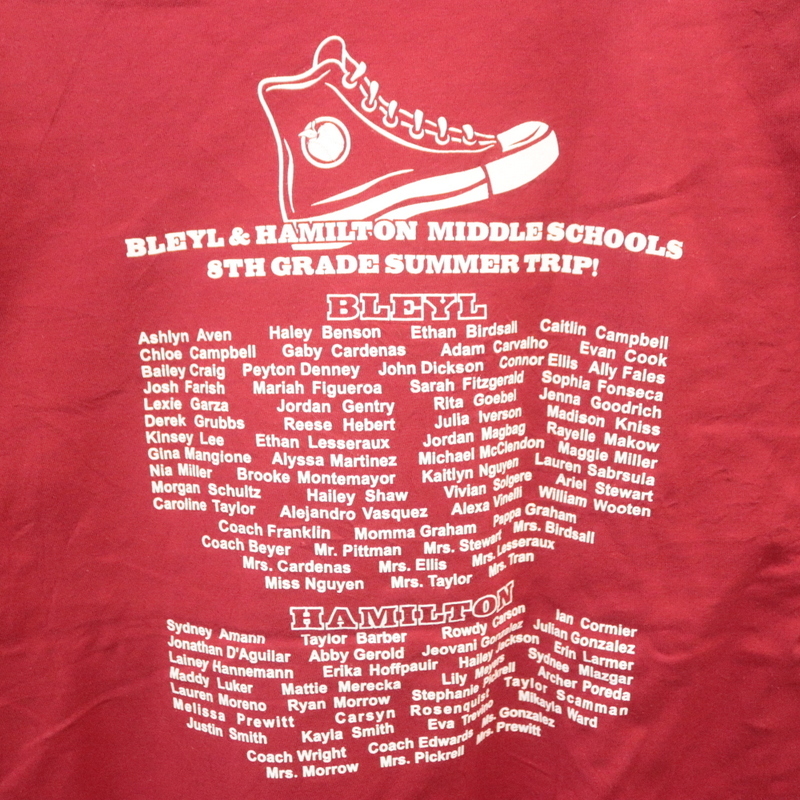 BLEYL & HAMILTON MIDDLE SCHOOLS
8TH GRADE SUMMER TRIP!
BLEYL
Ashlyn Aven Haley Benson Ethan Birdsall Caitlin Campbell
Chloe Campbell Gaby Cardenas Adam Carvalho Evan Cook
Bailey Craig Peyton Denney John Dickson Connor Ellis Ally Fales
Josh Farish Mariah Figueroa Sarah Fitzgerald Sophia Fonseca
Lexie Garza Jordan Gentry Rita Goebel Jenna Goodrich
Derek Grubbs Reese Hebert Julia Iverson Madison Kniss
Kinsey Lee Ethan Lesseraux Jordan Magbag Rayelle Makow
Gina Mangione Alyssa Martinez Michael McClendon Maggie Miller
Nia Miller Brooke Montemayor Kaitlyn Nguyen Lauren Sabrsula
Morgan Schultz Hailey Shaw Vivian Solgere Ariel Stewart
Caroline Taylor Alejandro Vasquez Alexa Vinelli William Wooten
Coach Franklin Momma Graham Pappa Graham
Coach Beyer Mr. Pittman Mrs. Stewart Mrs. Birdsall
Mrs. Cardenas Mrs. Ellis Mrs. Lesseraux
Miss Nguyen Mrs. Taylor Mrs. Tran
HAMILTON
Sydney Amann Taylor Barber Rowdy Carson Ian Cormier
Jonathan D'Aguilar Abby Gerold Jeovani Gonzalez Julian Gonzalez
Lainey Hannemann Erika Hoffpauir Hailey Jackson Erin Larmer
Maddy Luker Mattie Merecka Lily Meyers Sydnee Mlazgar
Lauren Moreno Ryan Morrow Stephanie Pickrell Archer Poreda
Melissa Prewitt Carsyn Rosenquist Taylor Scamman
Justin Smith Kayla Smith Eva Trevino Mikayla Ward
Coach Wright Coach Edwards Ms. Gonzalez
Mrs. Morrow Mrs. Pickrell Mrs. Prewitt